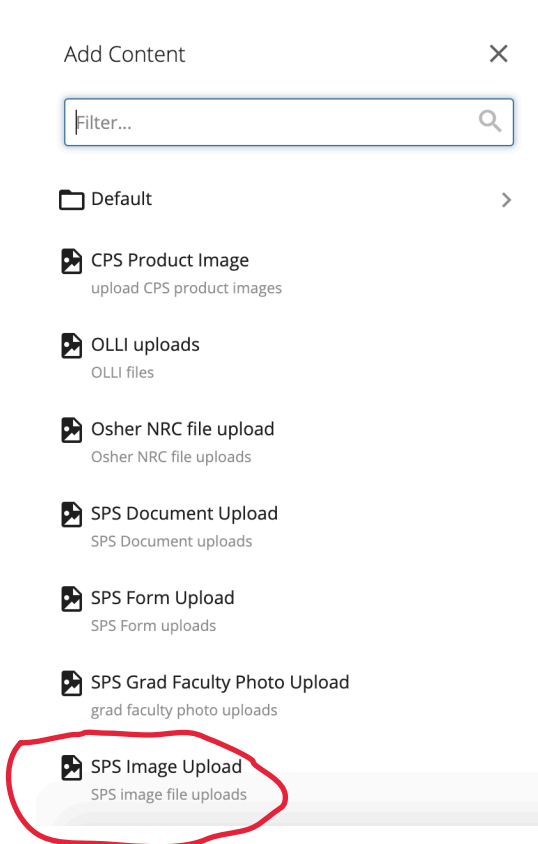 Add Content
Filter...
Default
CPS Product Image
upload CPS product images
OLLI uploads
OLLI files
Osher NRC file upload
Osher NRC file uploads
SPS Document Upload
SPS Document uploads
SPS Form Upload
SPS Form uploads
SPS Grad Faculty Photo Upload
grad faculty photo uploads
SPS Image Upload
SPS image file uploads